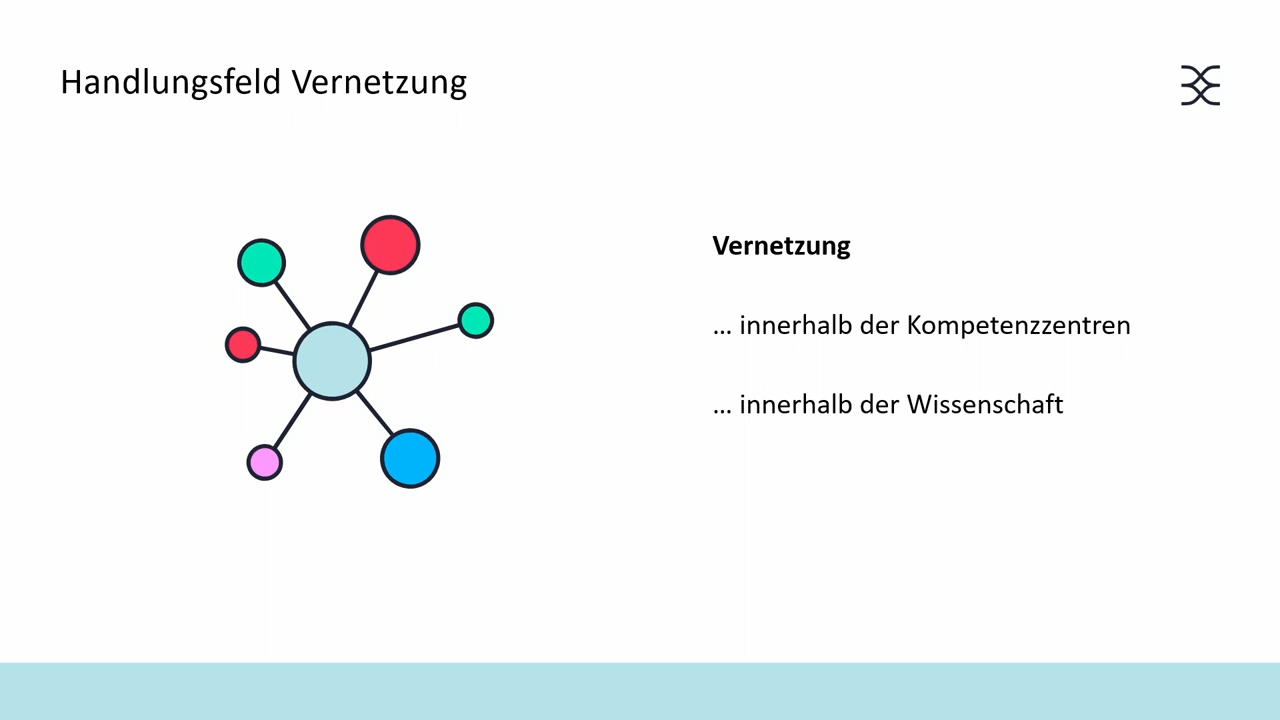 Handlungsfeld Vernetzung
Vernetzung
... innerhalb der Kompetenzzentren
... innerhalb der Wissenschaft